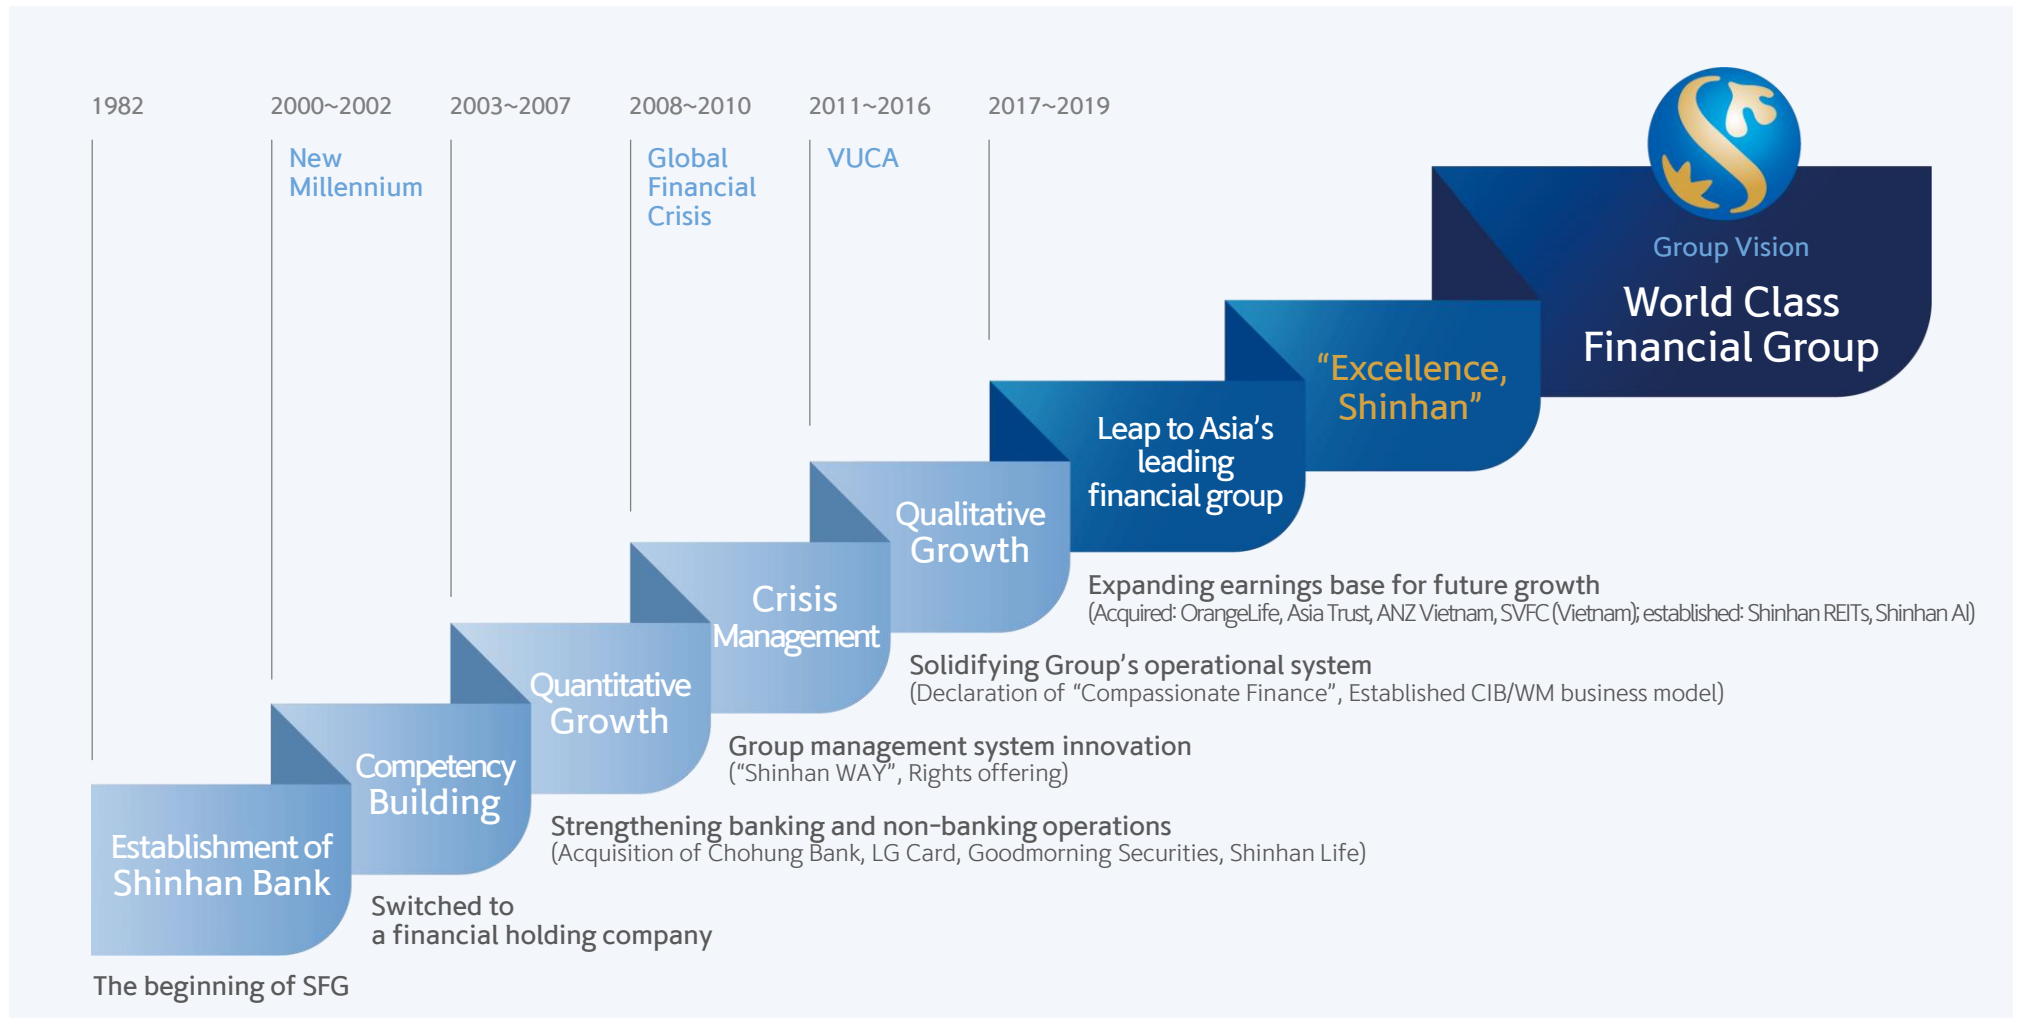 1982
2000~2002
2003~2007
2008~2010
2011~2016
2017~2019
New
Millennium
Global
Financial
Crisis
VUCA
Group Vision
World Class
Financial Group
“Excellence,
Shinhan”
Leap to Asia’s
leading
financial group
Expanding earnings base for future growth
(Acquired: OrangeLife, Asia Trust, ANZ Vietnam, SVFC (Vietnam); established: Shinhan REITs, Shinhan AI)
Qualitative
Growth
Solidifying Group’s operational system
(Declaration of “Compassionate Finance”, Established CIB/WM business model)
Crisis
Management
Group management system innovation
(“Shinhan WAY”, Rights offering)
Quantitative
Growth
Strengthening banking and non-banking operations
(Acquisition of Chohung Bank, LG Card, Goodmorning Securities, Shinhan Life)
Competency
Building
Switched to
a financial holding company
Establishment of
Shinhan Bank
The beginning of SFG